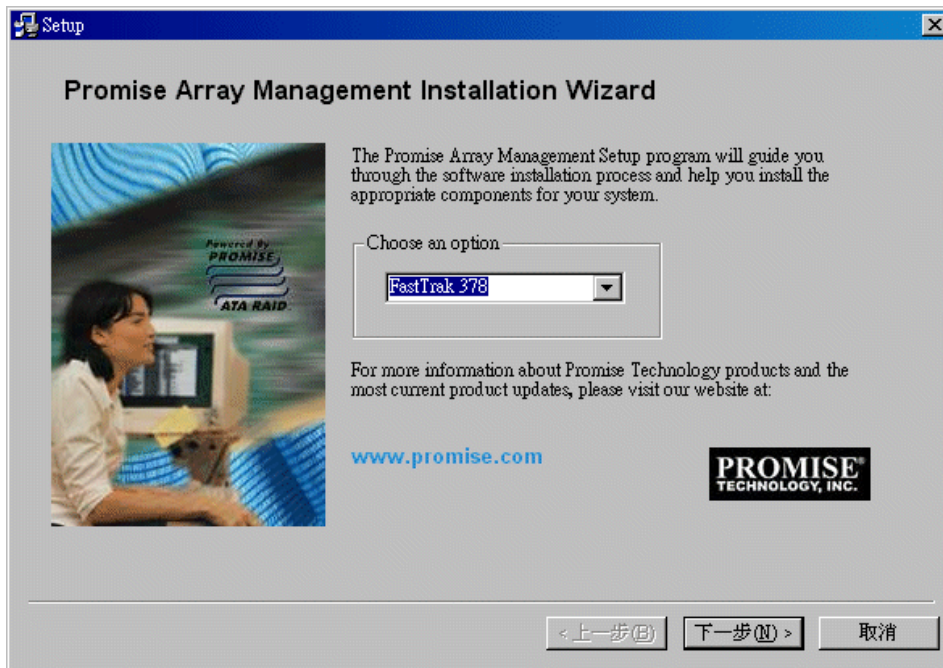 Setup
Promise Array Management Installation Wizard
The Promise Array Management Setup program will guide you
through the software installation process and help you install the
appropriate components for your system.
Powered By
PROMISE
ATA RAID
Choose an option
FastTrak 378
For more information about Promise Technology products and the
most current product updates, please visit our website at:
www.promise.com
PROMISE®
TECHNOLOGY, INC.
<上一步(B)
下一步(N) >
取消